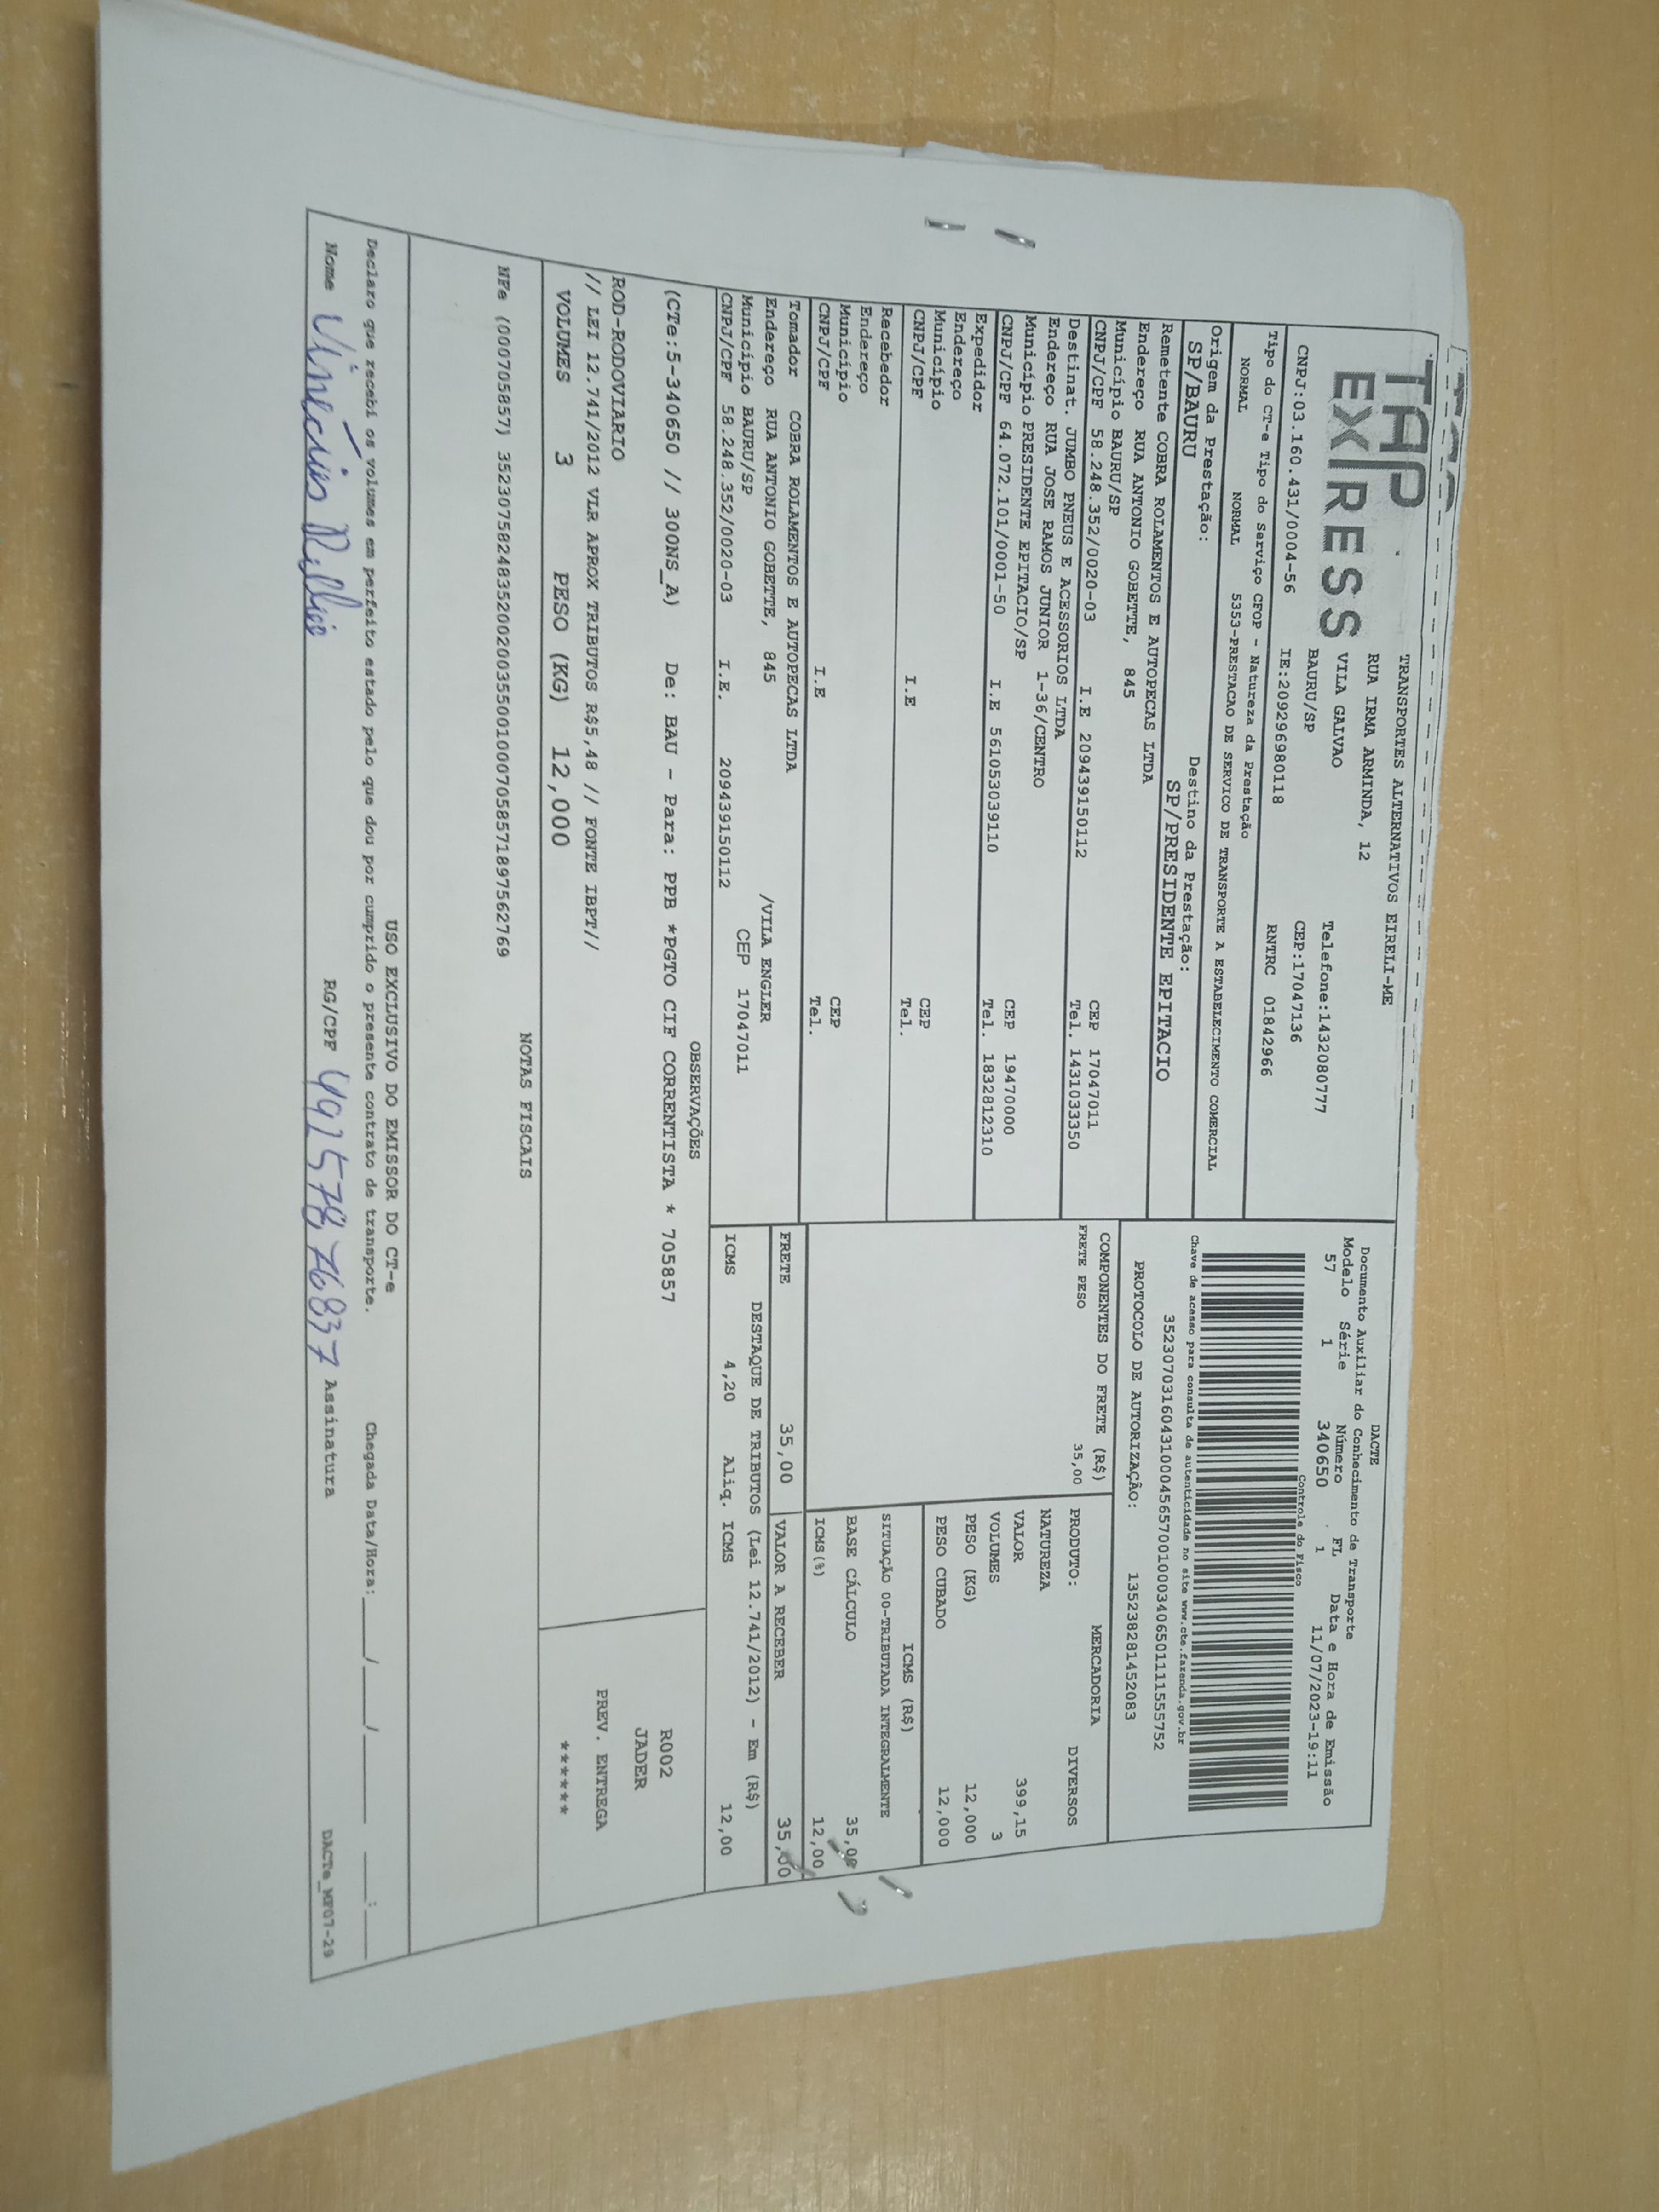 TAP EXPRESS
TRANSPORTES ALTERNATIVOS EIRELI-ME
RUA IRMA ARMINDA, 12
VILA GALVAO Telefone:1432080777
BAURU/SP CEP:17047136
CNPJ:03.160.431/0004-56 IE:209296980118 RNTRC 01842966
Tipo do CT-e Tipo do Serviço CFOP - Natureza da Prestação
NORMAL NORMAL 5353-PRESTACAO DE SERVICO DE TRANSPORTE A ESTABELECIMENTO COMERCIAL
Origem da Prestação: Destino da Prestação:
SP/BAURU SP/PRESIDENTE EPITACIO
Remetente COBRA ROLAMENTOS E AUTOPECAS LTDA
Endereço RUA ANTONIO GOBETTE, 845
Município BAURU/SP CEP 17047011
CNPJ/CPF 58.248.352/0020-03 I.E 209439150112 Tel. 1431033350
Destinat. JUMBO PNEUS E ACESSORIOS LTDA
Endereço RUA JOSE RAMOS JUNIOR 1-36/CENTRO
Município PRESIDENTE EPITACIO/SP CEP 19470000
CNPJ/CPF 64.072.101/0001-50 I.E 561053039110 Tel. 1832812310
Expedidor
Endereço
Município CEP
CNPJ/CPF I.E Tel.
Recebedor
Endereço
Município CEP
CNPJ/CPF I.E Tel.
Tomador COBRA ROLAMENTOS E AUTOPECAS LTDA
Endereço RUA ANTONIO GOBETTE, 845 /VILA ENGLER
Município BAURU/SP CEP 17047011
CNPJ/CPF 58.248.352/0020-03 I.E. 209439150112
DACTE
Documento Auxiliar do Conhecimento de Transporte
Modelo Série Número FL Data e Hora de Emissão
57 1 340650 1 11/07/2023-19:11
Controle do Fisco
Chave de acesso para consulta de autenticidade no site www.cte.fazenda.gov.br
35230703160431000456570010003406501111555752
PROTOCOLO DE AUTORIZAÇÃO: 135238281452083
COMPONENTES DO FRETE (R$)
FRETE PESO 35,00
MERCADORIA
PRODUTO: DIVERSOS
NATUREZA
VALOR 399,15
VOLUMES 3
PESO (KG) 12,000
PESO CUBADO 12,000
ICMS (R$)
SITUAÇÃO 00-TRIBUTADA INTEGRALMENTE
BASE CÁLCULO 35,00
ICMS(%) 12,00
FRETE 35,00 VALOR A RECEBER 35,00
DESTAQUE DE TRIBUTOS (Lei 12.741/2012) - Em (R$)
ICMS 4,20 Aliq. ICMS 12,00
OBSERVAÇÕES
(CTe:5-340650 // 300NS_A) De: BAU - Para: PPB *PGTO CIF CORRENTISTA * 705857
R002
JADER
ROD-RODOVIARIO
// LEI 12.741/2012 VLR APROX TRIBUTOS R$5,48 // FONTE IBPT//
PREV. ENTREGA
VOLUMES 3 PESO (KG) 12,000 ******
NOTAS FISCAIS
NFe (000705857) 35230758248352002003550010007058571897562769
USO EXCLUSIVO DO EMISSOR DO CT-e
Declaro que recebi os volumes em perfeito estado pelo que dou por cumprido o presente contrato de transporte. Chegada Data/Hora:____/____/______ ____:____
Nome Vinécius RG/CPF 491578,76837 Assinatura DACTe_MF07-29